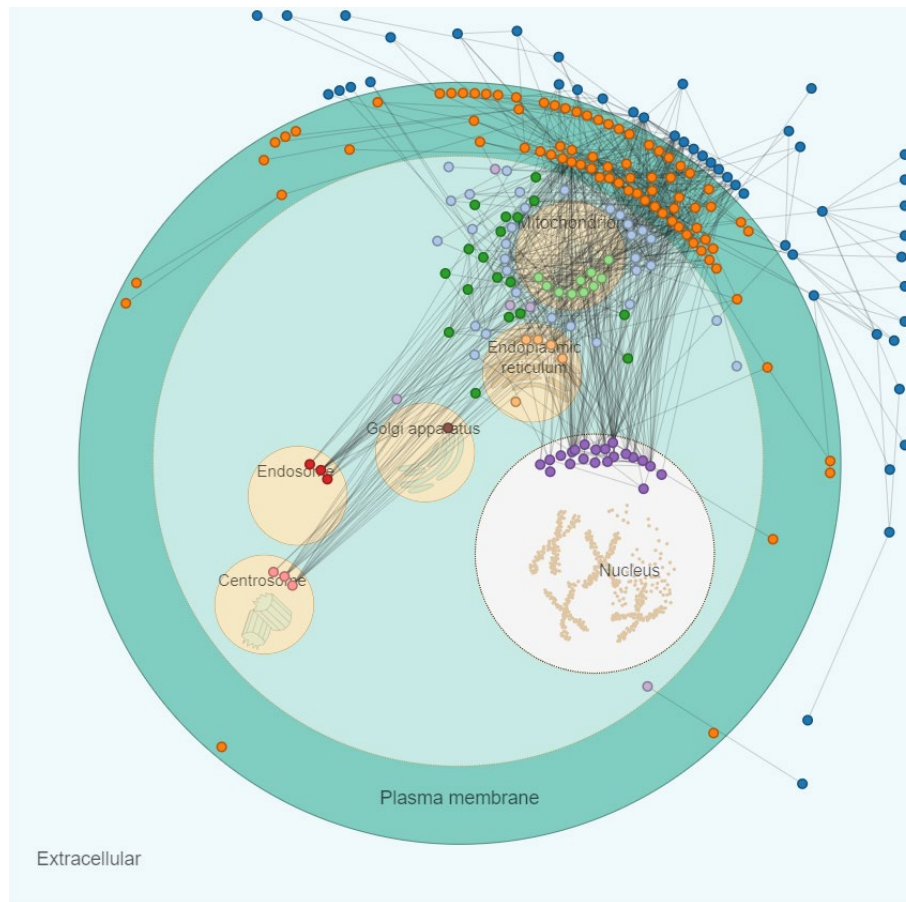 Mitochondrion
Endoplasmic
reticulum
Golgi apparatus
Endosome
Centrosome
Nucleus
Plasma membrane
Extracellular